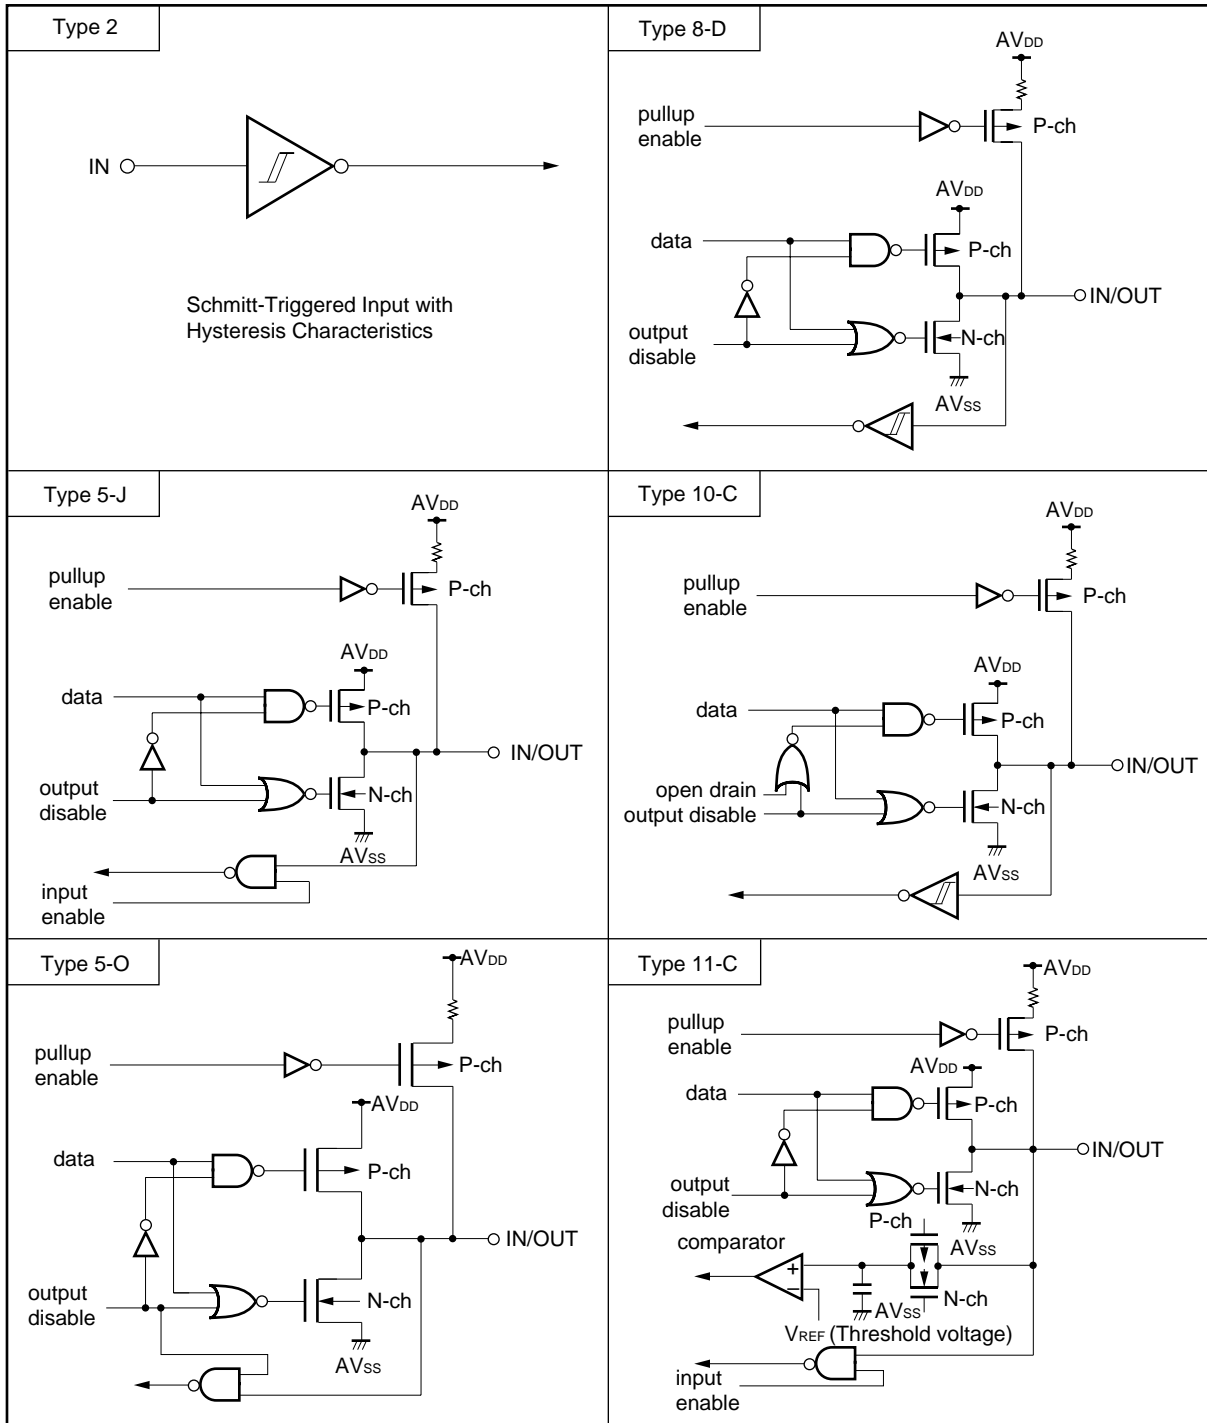 Type 2
IN
Schmitt-Triggered Input with
Hysteresis Characteristics
Type 8-D
AVDD
pullup
enable
P-ch
AVDD
data
P-ch
IN/OUT
output
disable
N-ch
AVSS
Type 5-J
AVDD
pullup
enable
P-ch
AVDD
data
P-ch
IN/OUT
output
disable
N-ch
AVSS
input
enable
Type 10-C
AVDD
pullup
enable
P-ch
AVDD
data
P-ch
IN/OUT
open drain
output disable
N-ch
AVSS
Type 5-O
AVDD
pullup
enable
P-ch
AVDD
data
P-ch
IN/OUT
output
disable
N-ch
AVSS
Type 11-C
AVDD
pullup
enable
P-ch
AVDD
data
P-ch
IN/OUT
output
disable
N-ch
P-ch
AVSS
comparator
+
−
AVSS
N-ch
VREF (Threshold voltage)
input
enable